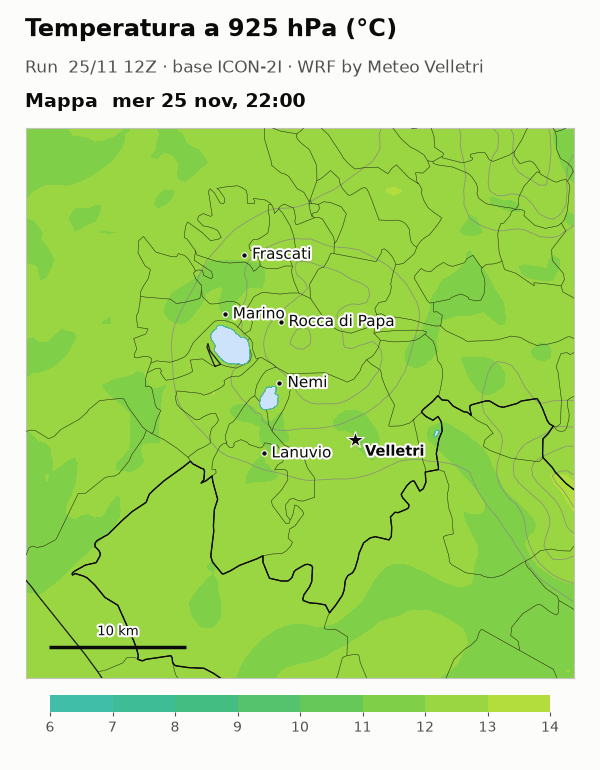 Temperatura a 925 hPa (°C)
Run  25/11 12Z · base ICON-2I · WRF by Meteo Velletri
Mappa  mer 25 nov, 22:00
Frascati
Marino
Rocca di Papa
Nemi
Velletri
Lanuvio
10 km
6 7 8 9 10 11 12 13 14